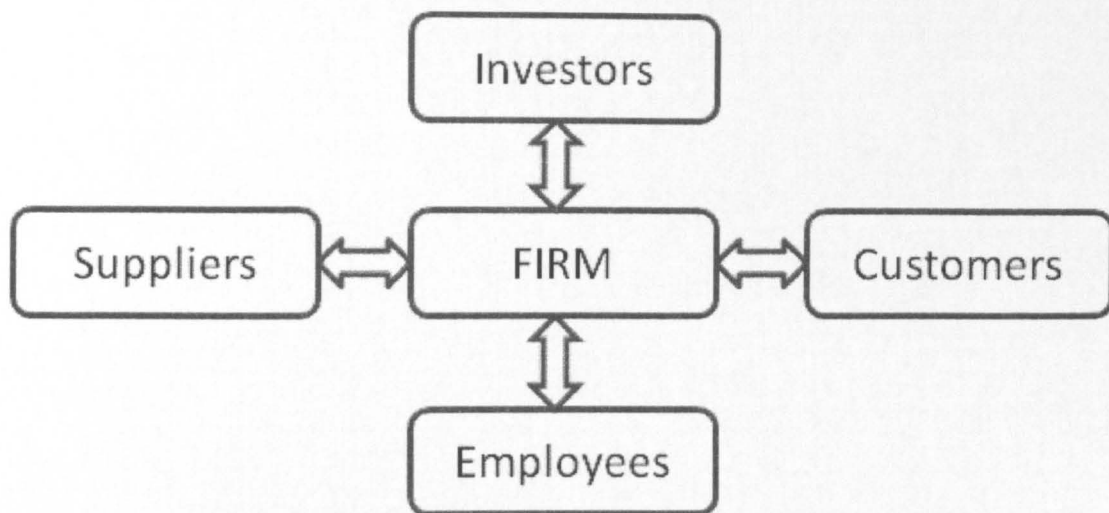 Investors
Suppliers
FIRM
Customers
Employees